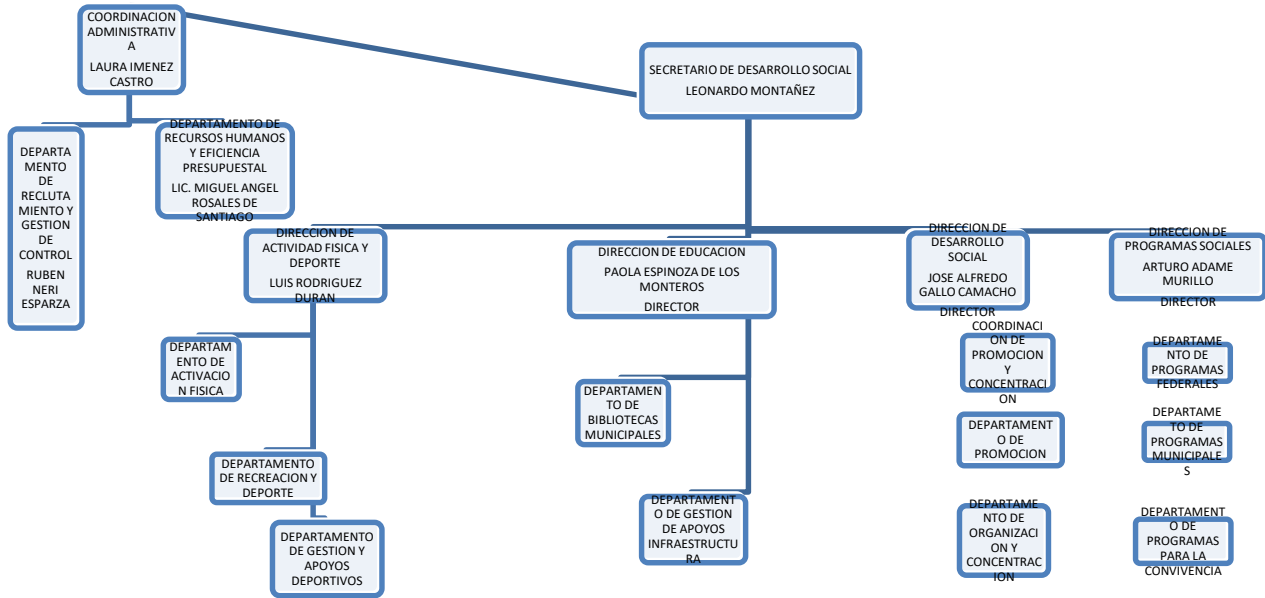 COORDINACION
ADMINISTRATIV
A
LAURA IMENEZ
CASTRO
SECRETARIO DE DESARROLLO SOCIAL
LEONARDO MONTAÑEZ
DEPARTA
MENTO
DE
RECLUTA
MIENTO Y
GESTION
DE
CONTROL
RUBEN
NERI
ESPARZA
DEPARTAMENTO DE
RECURSOS HUMANOS
Y EFICIENCIA
PRESUPUESTAL
LIC. MIGUEL ANGEL
ROSALES DE
SANTIAGO
DIRECCION DE
ACTIVIDAD FISICA Y
DEPORTE
LUIS RODRIGUEZ
DURAN
DIRECCION DE EDUCACION
PAOLA ESPINOZA DE LOS
MONTEROS
DIRECTOR
DIRECCION DE
DESARROLLO
SOCIAL
JOSE ALFREDO
GALLO CAMACHO
DIRECTOR
DIRECCION DE
PROGRAMAS SOCIALES
ARTURO ADAME
MURILLO
DIRECTOR
DEPARTAM
ENTO DE
ACTIVACIO
N FISICA
DEPARTAMENTO
DE RECREACION Y
DEPORTE
DEPARTAMENTO
DE GESTION Y
APOYOS
DEPORTIVOS
DEPARTAMEN
TO DE
BIBLIOTECAS
MUNICIPALES
DEPARTAMENT
O DE GESTION
DE APOYOS
INFRAESTRUCTU
RA
COORDINACI
ON DE
PROMOCION
Y
CONCENTRACI
ON
DEPARTAMENT
O DE
PROMOCION
DEPARTAME
NTO DE
ORGANIZACI
ON Y
CONCENTRAC
ION
DEPARTAME
NTO DE
PROGRAMAS
FEDERALES
DEPARTAME
TO DE
PROGRAMAS
MUNICIPALE
S
DEPARTAMENT
O DE
PROGRAMAS
PARA LA
CONVIVENCIA